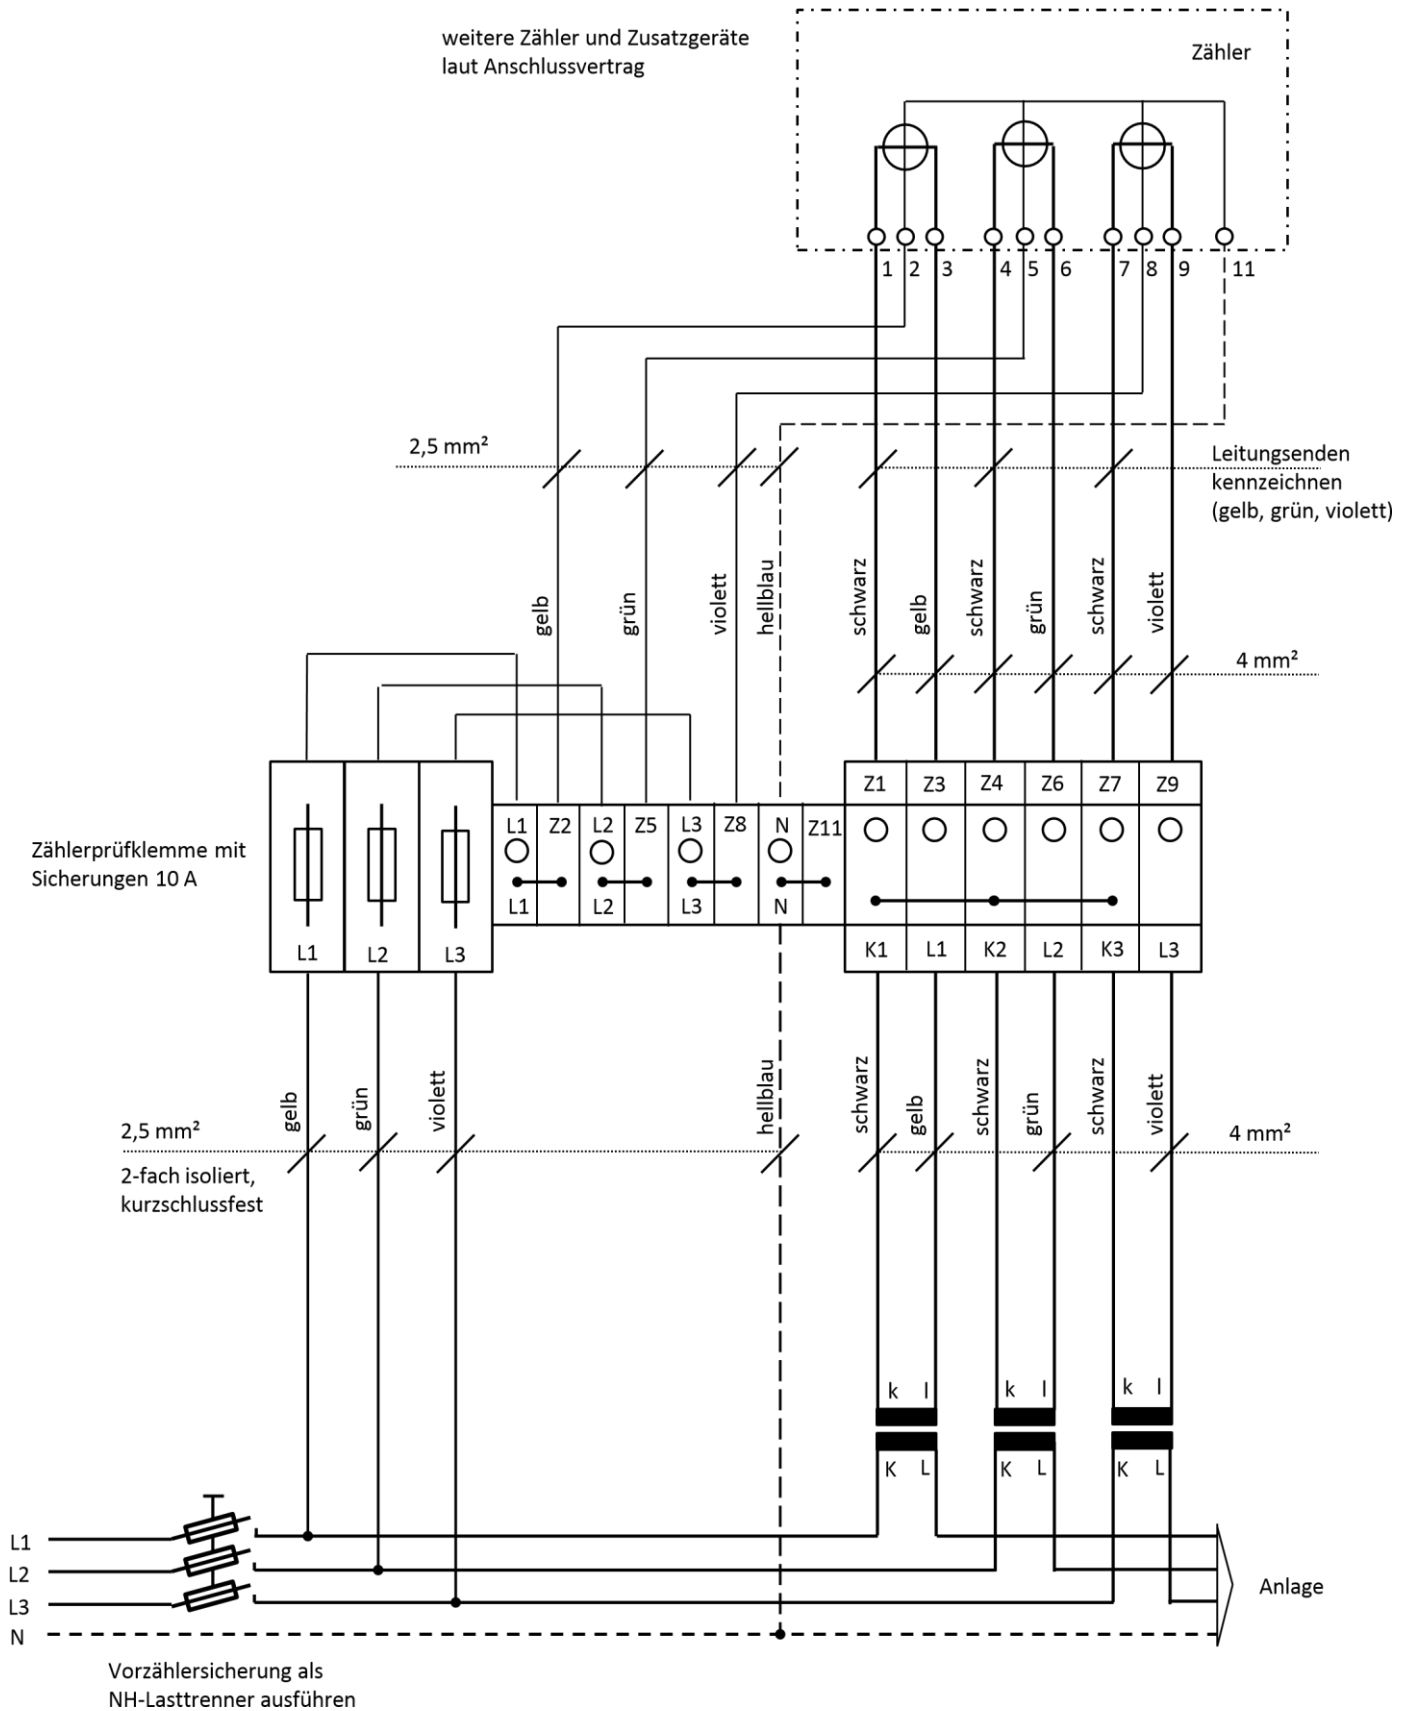 weitere Zähler und Zusatzgeräte
laut Anschlussvertrag
Zähler
1 2 3 4 5 6 7 8 9 11
2,5 mm²
Leitungsenden
kennzeichnen
(gelb, grün, violett)
gelb
grün
violett
hellblau
schwarz
gelb
schwarz
grün
schwarz
violett
4 mm²
Z1 Z3 Z4 Z6 Z7 Z9
L1 Z2 L2 Z5 L3 Z8 N Z11
Zählerprüfklemme mit
Sicherungen 10 A
L1 L2 L3 N
L1 L2 L3
K1 L1 K2 L2 K3 L3
gelb
grün
violett
hellblau
schwarz
gelb
schwarz
grün
schwarz
violett
2,5 mm²
4 mm²
2-fach isoliert,
kurzschlussfest
k l k l k l
K L K L K L
L1
L2
L3
N
Anlage
Vorzählersicherung als
NH-Lasttrenner ausführen